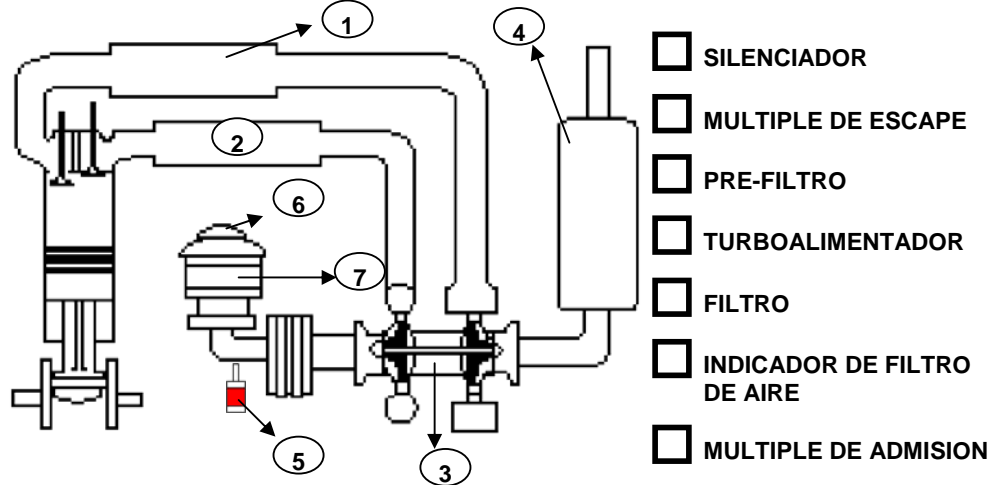 1
4
2
6
7
5
3
SILENCIADOR
MULTIPLE DE ESCAPE
PRE-FILTRO
TURBOALIMENTADOR
FILTRO
INDICADOR DE FILTRO
DE AIRE
MULTIPLE DE ADMISION